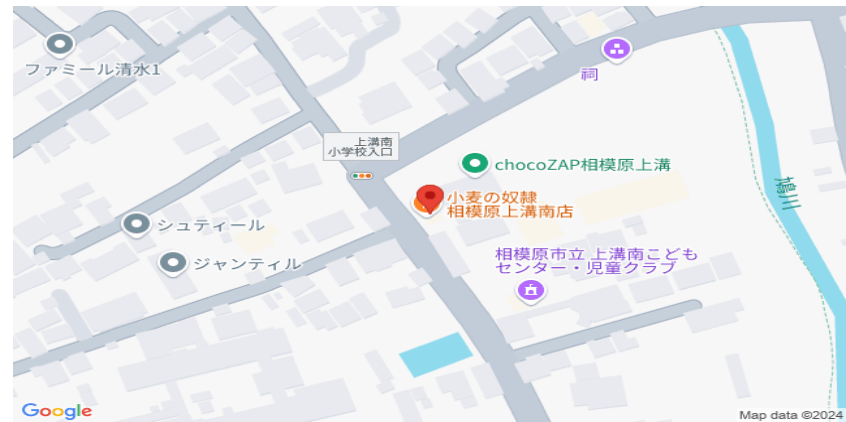 ファミール清水1
祠
上溝南
小学校入口
chocoZAP相模原上溝
小麦の奴隷
相模原上溝南店
鳩川
シュティール
ジャンティル
相模原市立 上溝南こども
センター・児童クラブ
Google
Map data ©2024